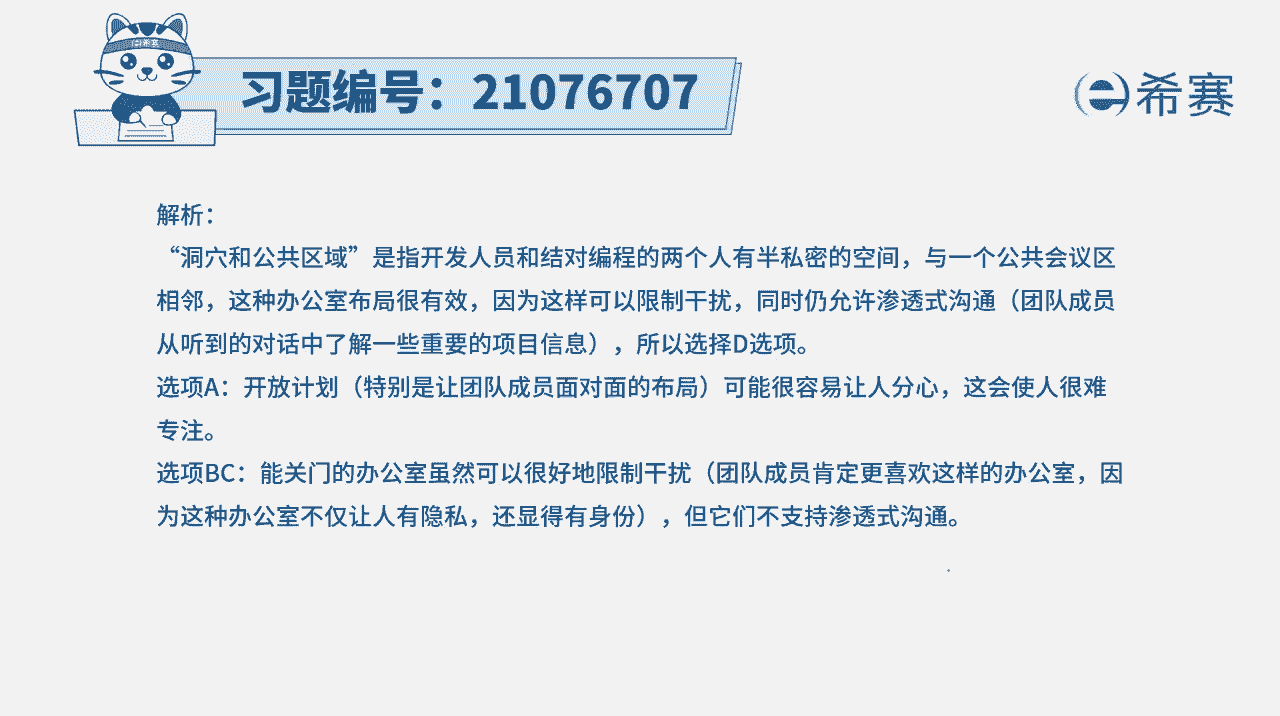 习题编号：21076707
希赛
解析：
“洞穴和公共区域”是指开发人员和结对编程的两个人有半私密的空间，与一个公共会议区
相邻，这种办公室布局很有效，因为这样可以限制干扰，同时仍允许渗透式沟通（团队成员
从听到的对话中了解一些重要的项目信息），所以选择D选项。
选项A：开放计划（特别是让团队成员面对面的布局）可能很容易让人分心，这会使人很难
专注。
选项BC：能关门的办公室虽然可以很好地限制干扰（团队成员肯定更喜欢这样的办公室，因
为这种办公室不仅让人有隐私，还显得有身份），但它们不支持渗透式沟通。